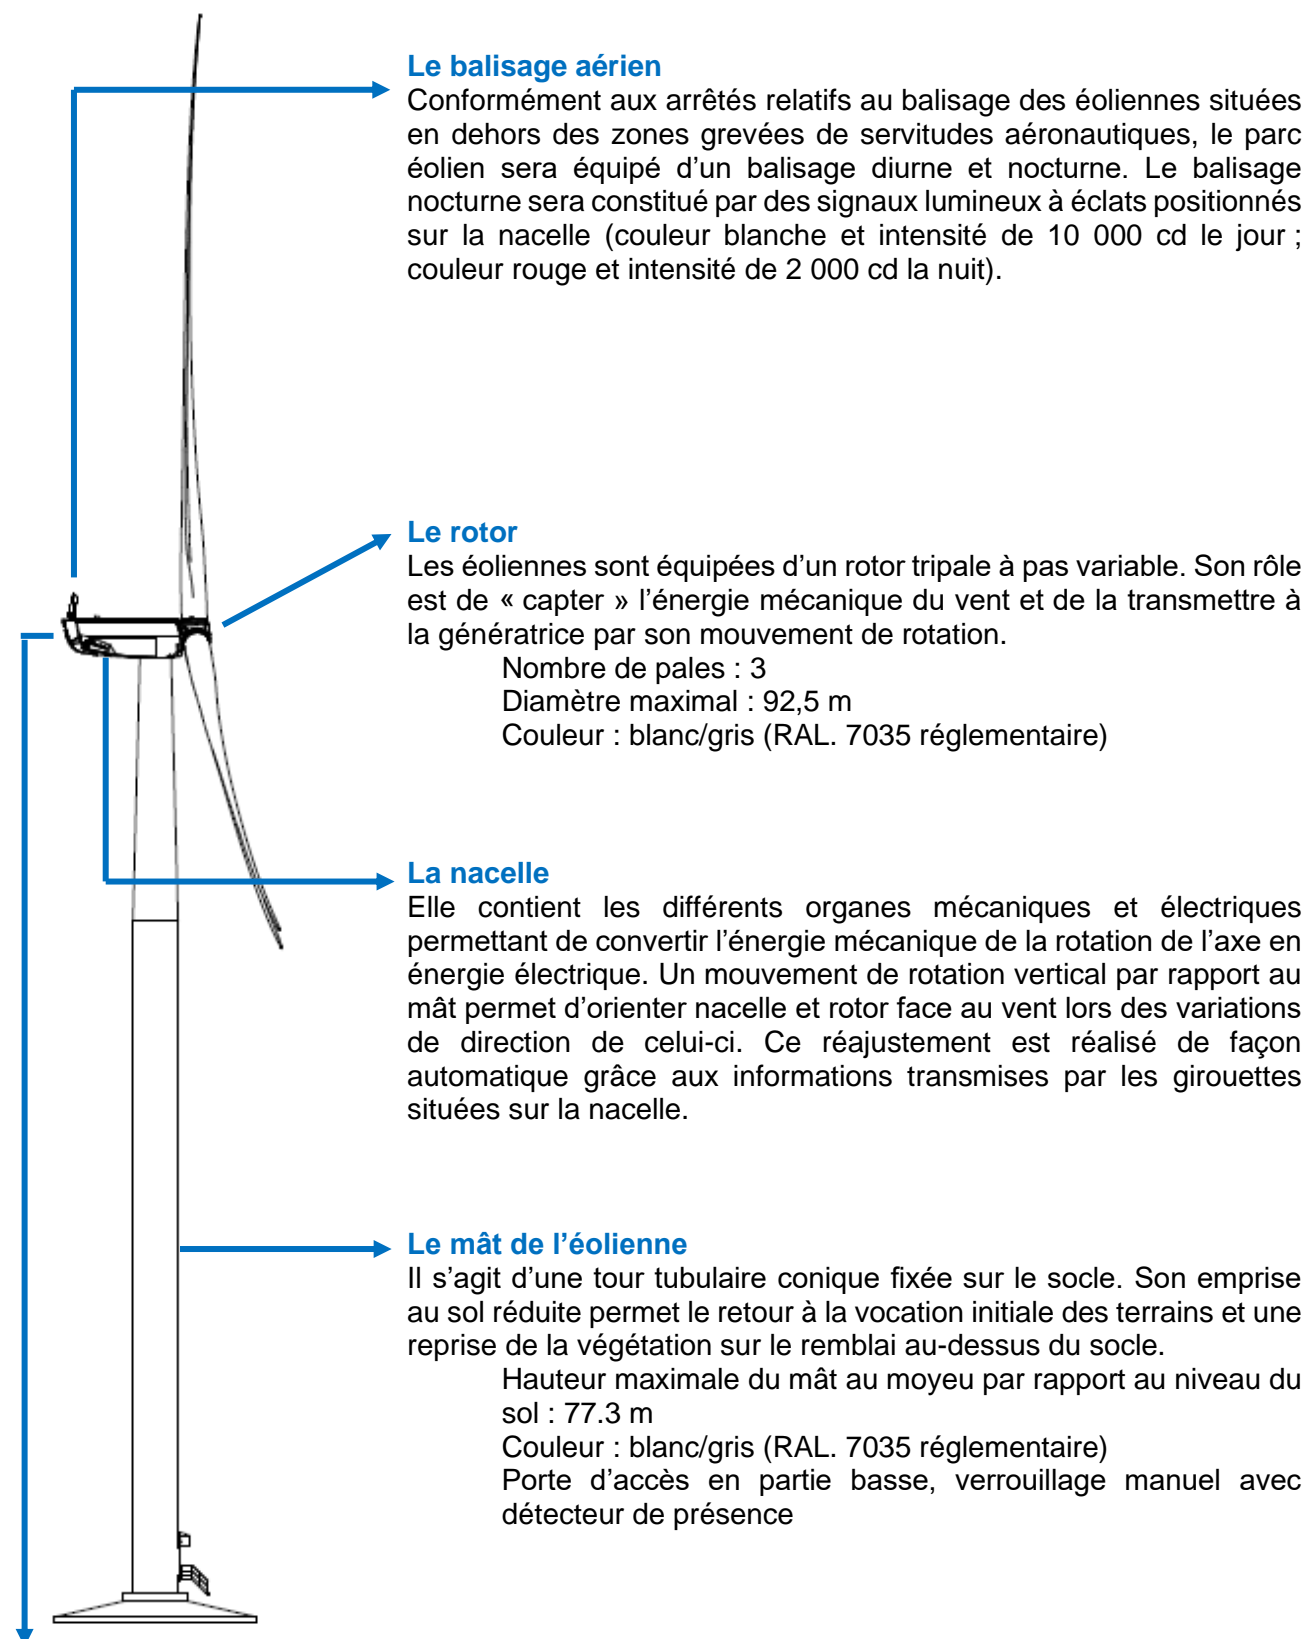 Le balisage aérien
Conformément aux arrêtés relatifs au balisage des éoliennes situées
en dehors des zones grevées de servitudes aéronautiques, le parc
éolien sera équipé d’un balisage diurne et nocturne. Le balisage
nocturne sera constitué par des signaux lumineux à éclats positionnés
sur la nacelle (couleur blanche et intensité de 10 000 cd le jour ;
couleur rouge et intensité de 2 000 cd la nuit).
Le rotor
Les éoliennes sont équipées d’un rotor tripale à pas variable. Son rôle
est de « capter » l’énergie mécanique du vent et de la transmettre à
la génératrice par son mouvement de rotation.
Nombre de pales : 3
Diamètre maximal : 92,5 m
Couleur : blanc/gris (RAL. 7035 réglementaire)
La nacelle
Elle contient les différents organes mécaniques et électriques
permettant de convertir l’énergie mécanique de la rotation de l’axe en
énergie électrique. Un mouvement de rotation vertical par rapport au
mât permet d’orienter nacelle et rotor face au vent lors des variations
de direction de celui-ci. Ce réajustement est réalisé de façon
automatique grâce aux informations transmises par les girouettes
situées sur la nacelle.
Le mât de l’éolienne
Il s’agit d’une tour tubulaire conique fixée sur le socle. Son emprise
au sol réduite permet le retour à la vocation initiale des terrains et une
reprise de la végétation sur le remblai au-dessus du socle.
Hauteur maximale du mât au moyeu par rapport au niveau du
sol : 77.3 m
Couleur : blanc/gris (RAL. 7035 réglementaire)
Porte d’accès en partie basse, verrouillage manuel avec
détecteur de présence